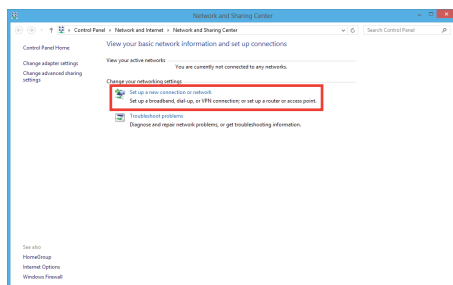 Network and Sharing Center
Control Panel › Network and Internet › Network and Sharing Center
Search Control Panel
Control Panel Home
Change adapter settings
Change advanced sharing
settings
View your basic network information and set up connections
View your active networks
You are currently not connected to any networks.
Change your networking settings
Set up a new connection or network
Set up a broadband, dial-up, or VPN connection; or set up a router or access point.
Troubleshoot problems
Diagnose and repair network problems, or get troubleshooting information.
See also
HomeGroup
Internet Options
Windows Firewall